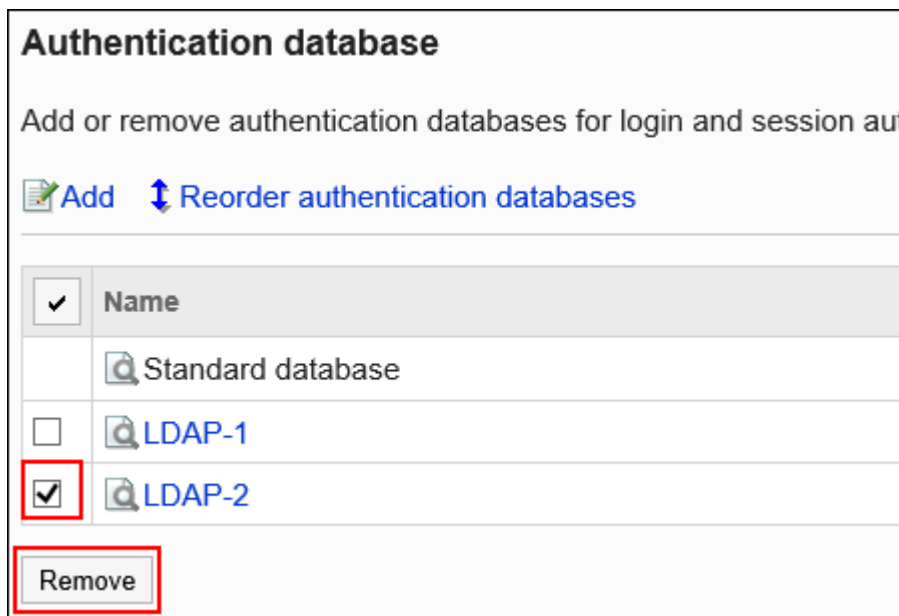 Authentication database
Add or remove authentication databases for login and session
Add Reorder authentication databases
Name
Standard database
LDAP-1
LDAP-2
Remove